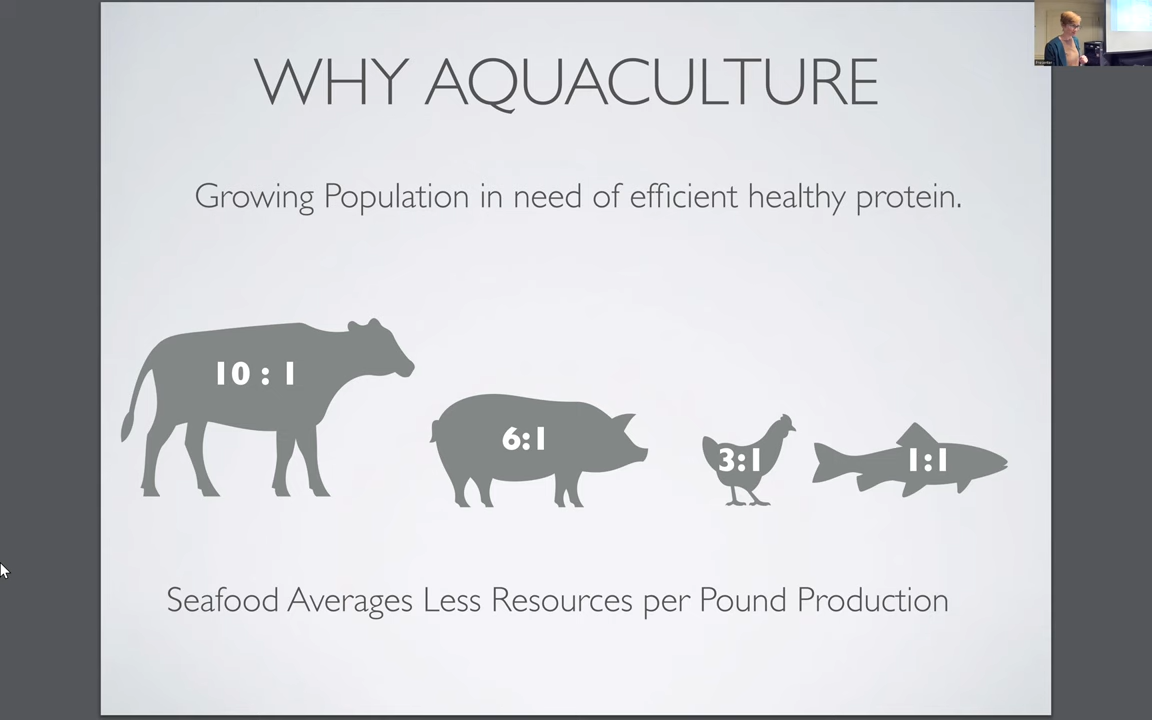 WHY AQUACULTURE
Growing Population in need of efficient healthy protein.
10 : 1
6:1
3:1
1:1
Seafood Averages Less Resources per Pound Production
Presenter